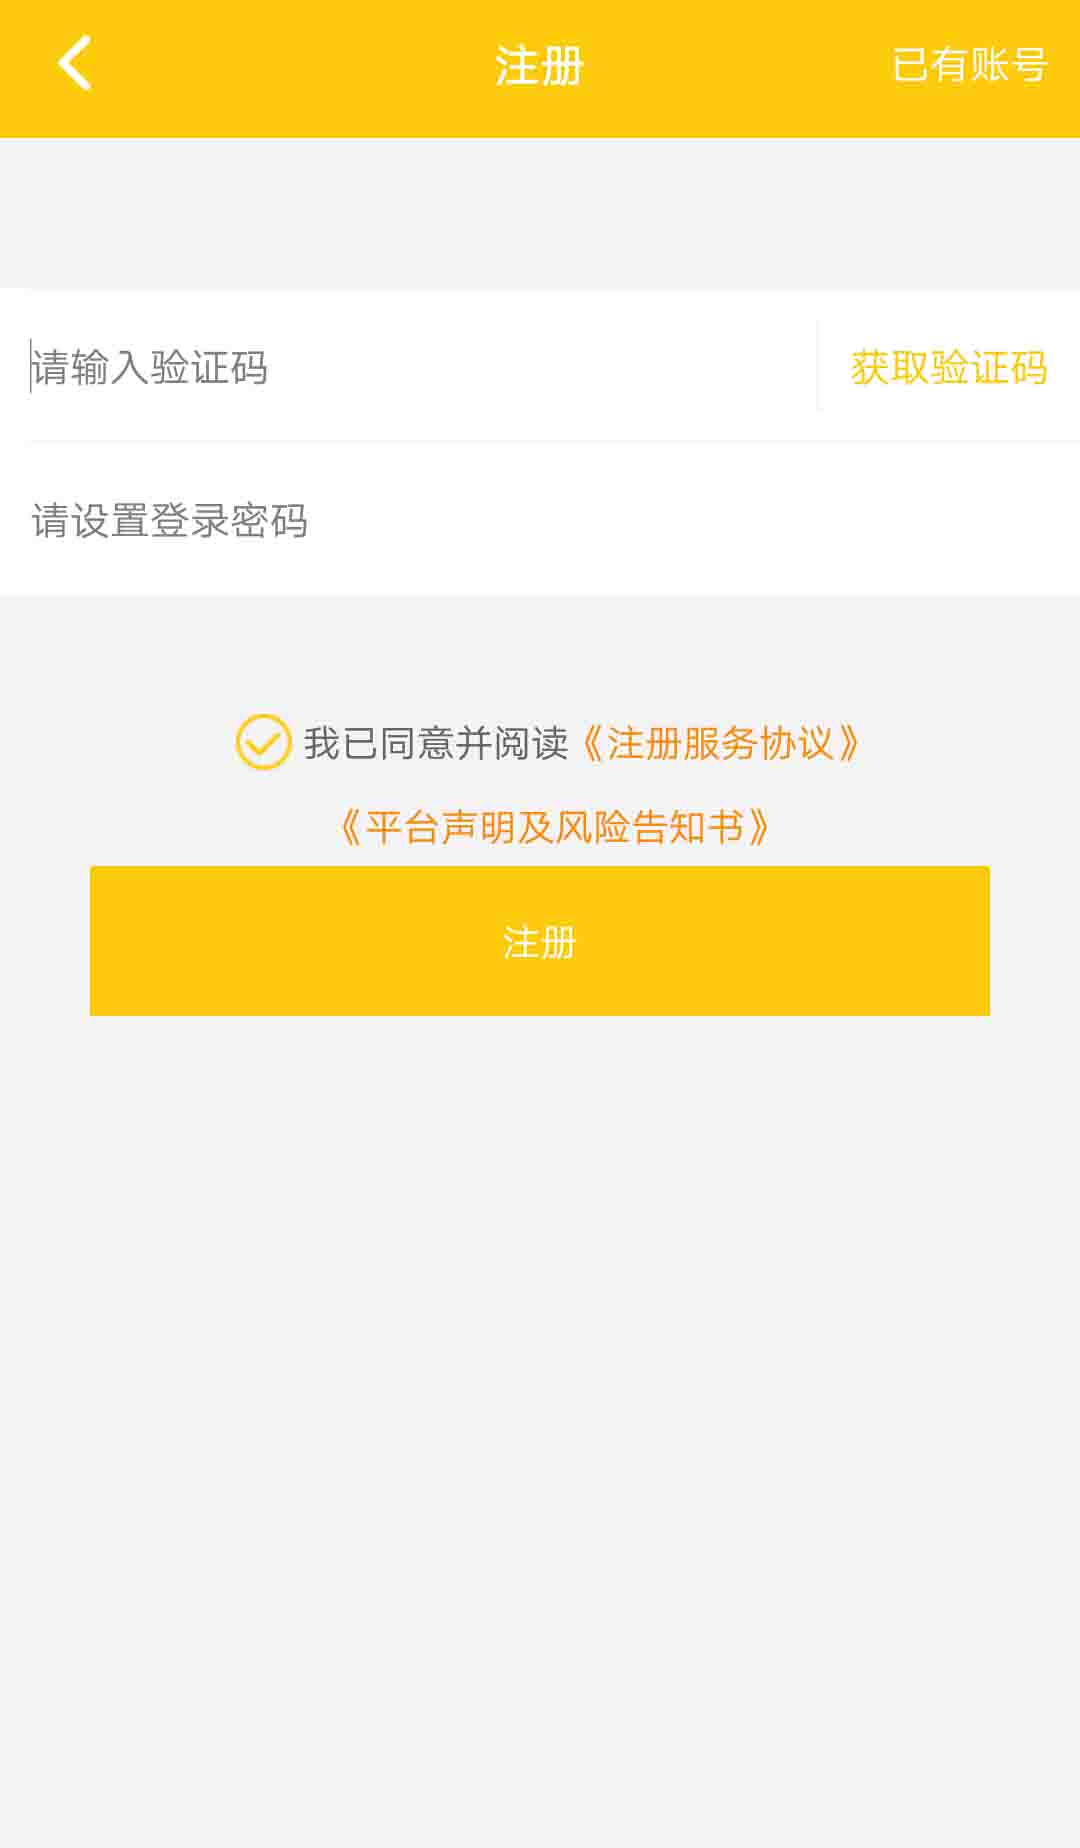 注册
已有账号
请输入验证码
获取验证码
请设置登录密码
我已同意并阅读《注册服务协议》
《平台声明及风险告知书》
注册